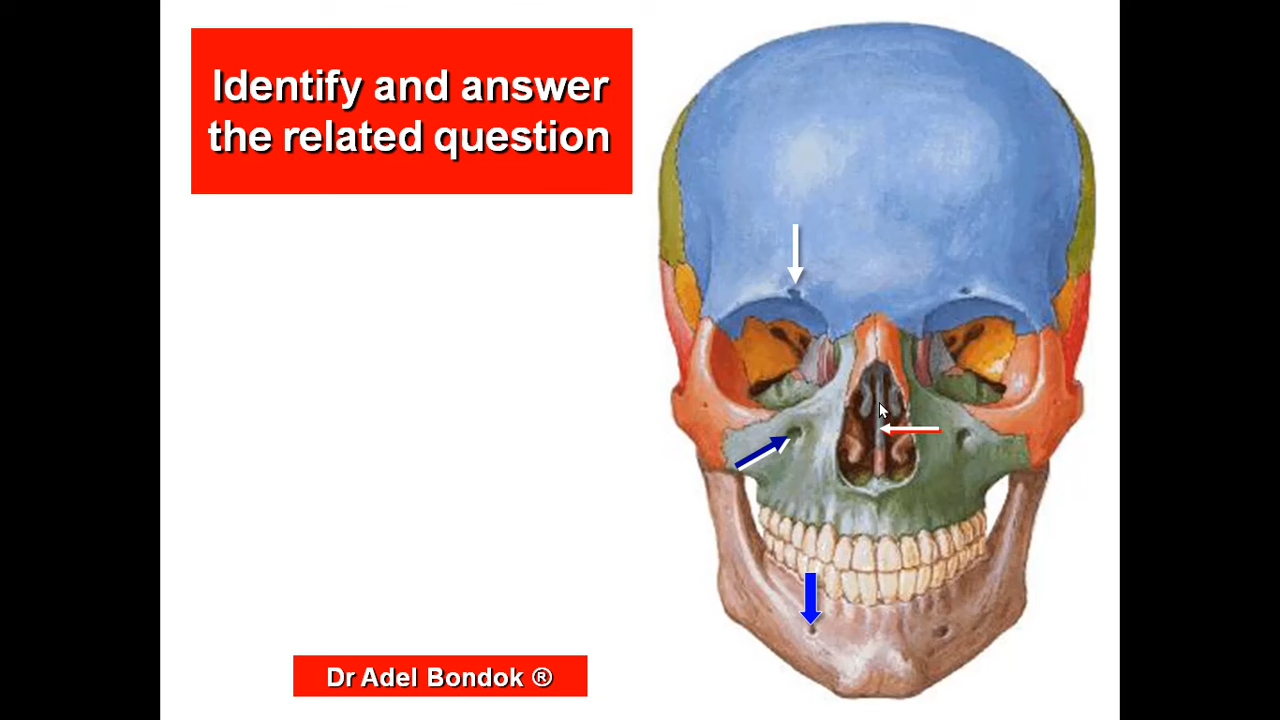 Identify and answer
the related question
Dr Adel Bondok ®